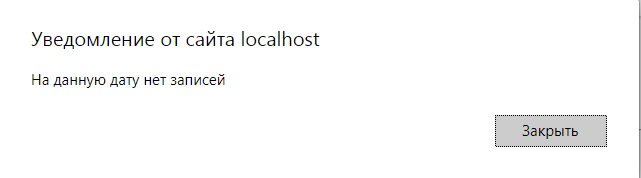 Уведомление от сайта localhost
На данную дату нет записей
Закрыть